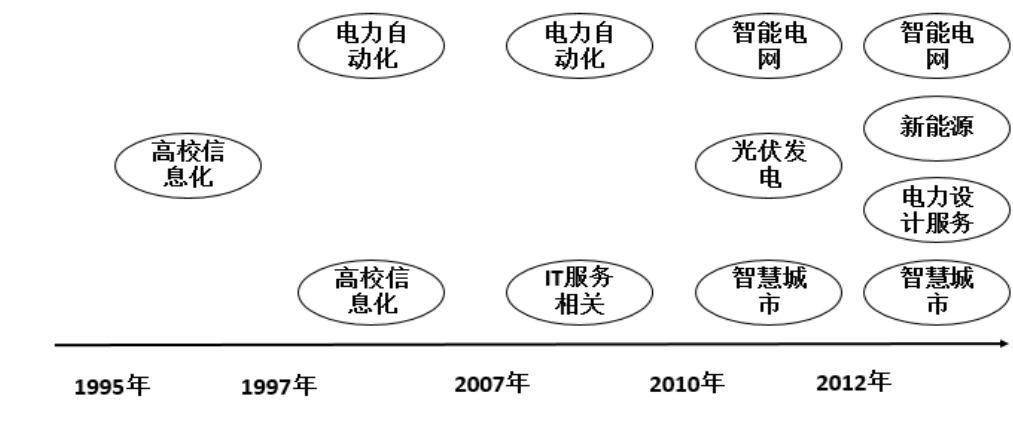 电力自
动化
电力自
动化
智能电
网
智能电
网
新能源
高校信
息化
光伏发
电
电力设
计服务
高校信
息化
IT服务
相关
智慧城
市
智慧城
市
1995年
1997年
2007年
2010年
2012年